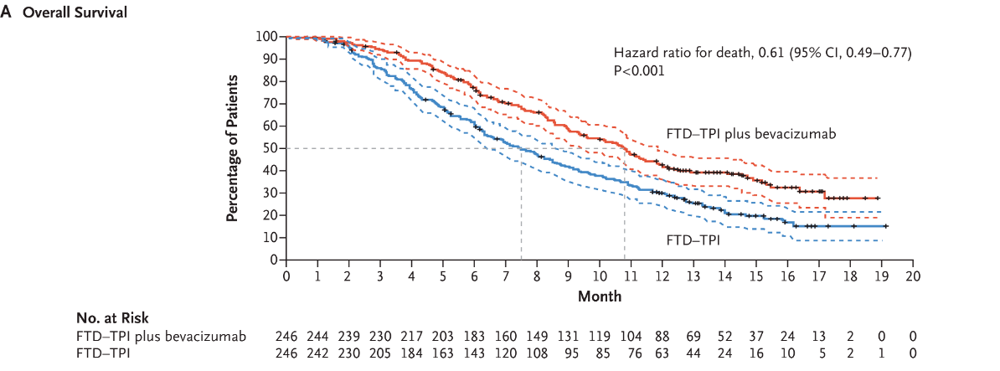 A Overall Survival
100
90
80
70
60
50
40
30
20
10
0
Percentage of Patients
Hazard ratio for death, 0.61 (95% CI, 0.49–0.77)
P<0.001
FTD–TPI plus bevacizumab
FTD–TPI
0 1 2 3 4 5 6 7 8 9 10 11 12 13 14 15 16 17 18 19 20
Month
No. at Risk
FTD–TPI plus bevacizumab 246 244 239 230 217 203 183 160 149 131 119 104 88 69 52 37 24 13 2 0 0
FTD–TPI 246 242 230 205 184 163 143 120 108 95 85 76 63 44 24 16 10 5 2 1 0